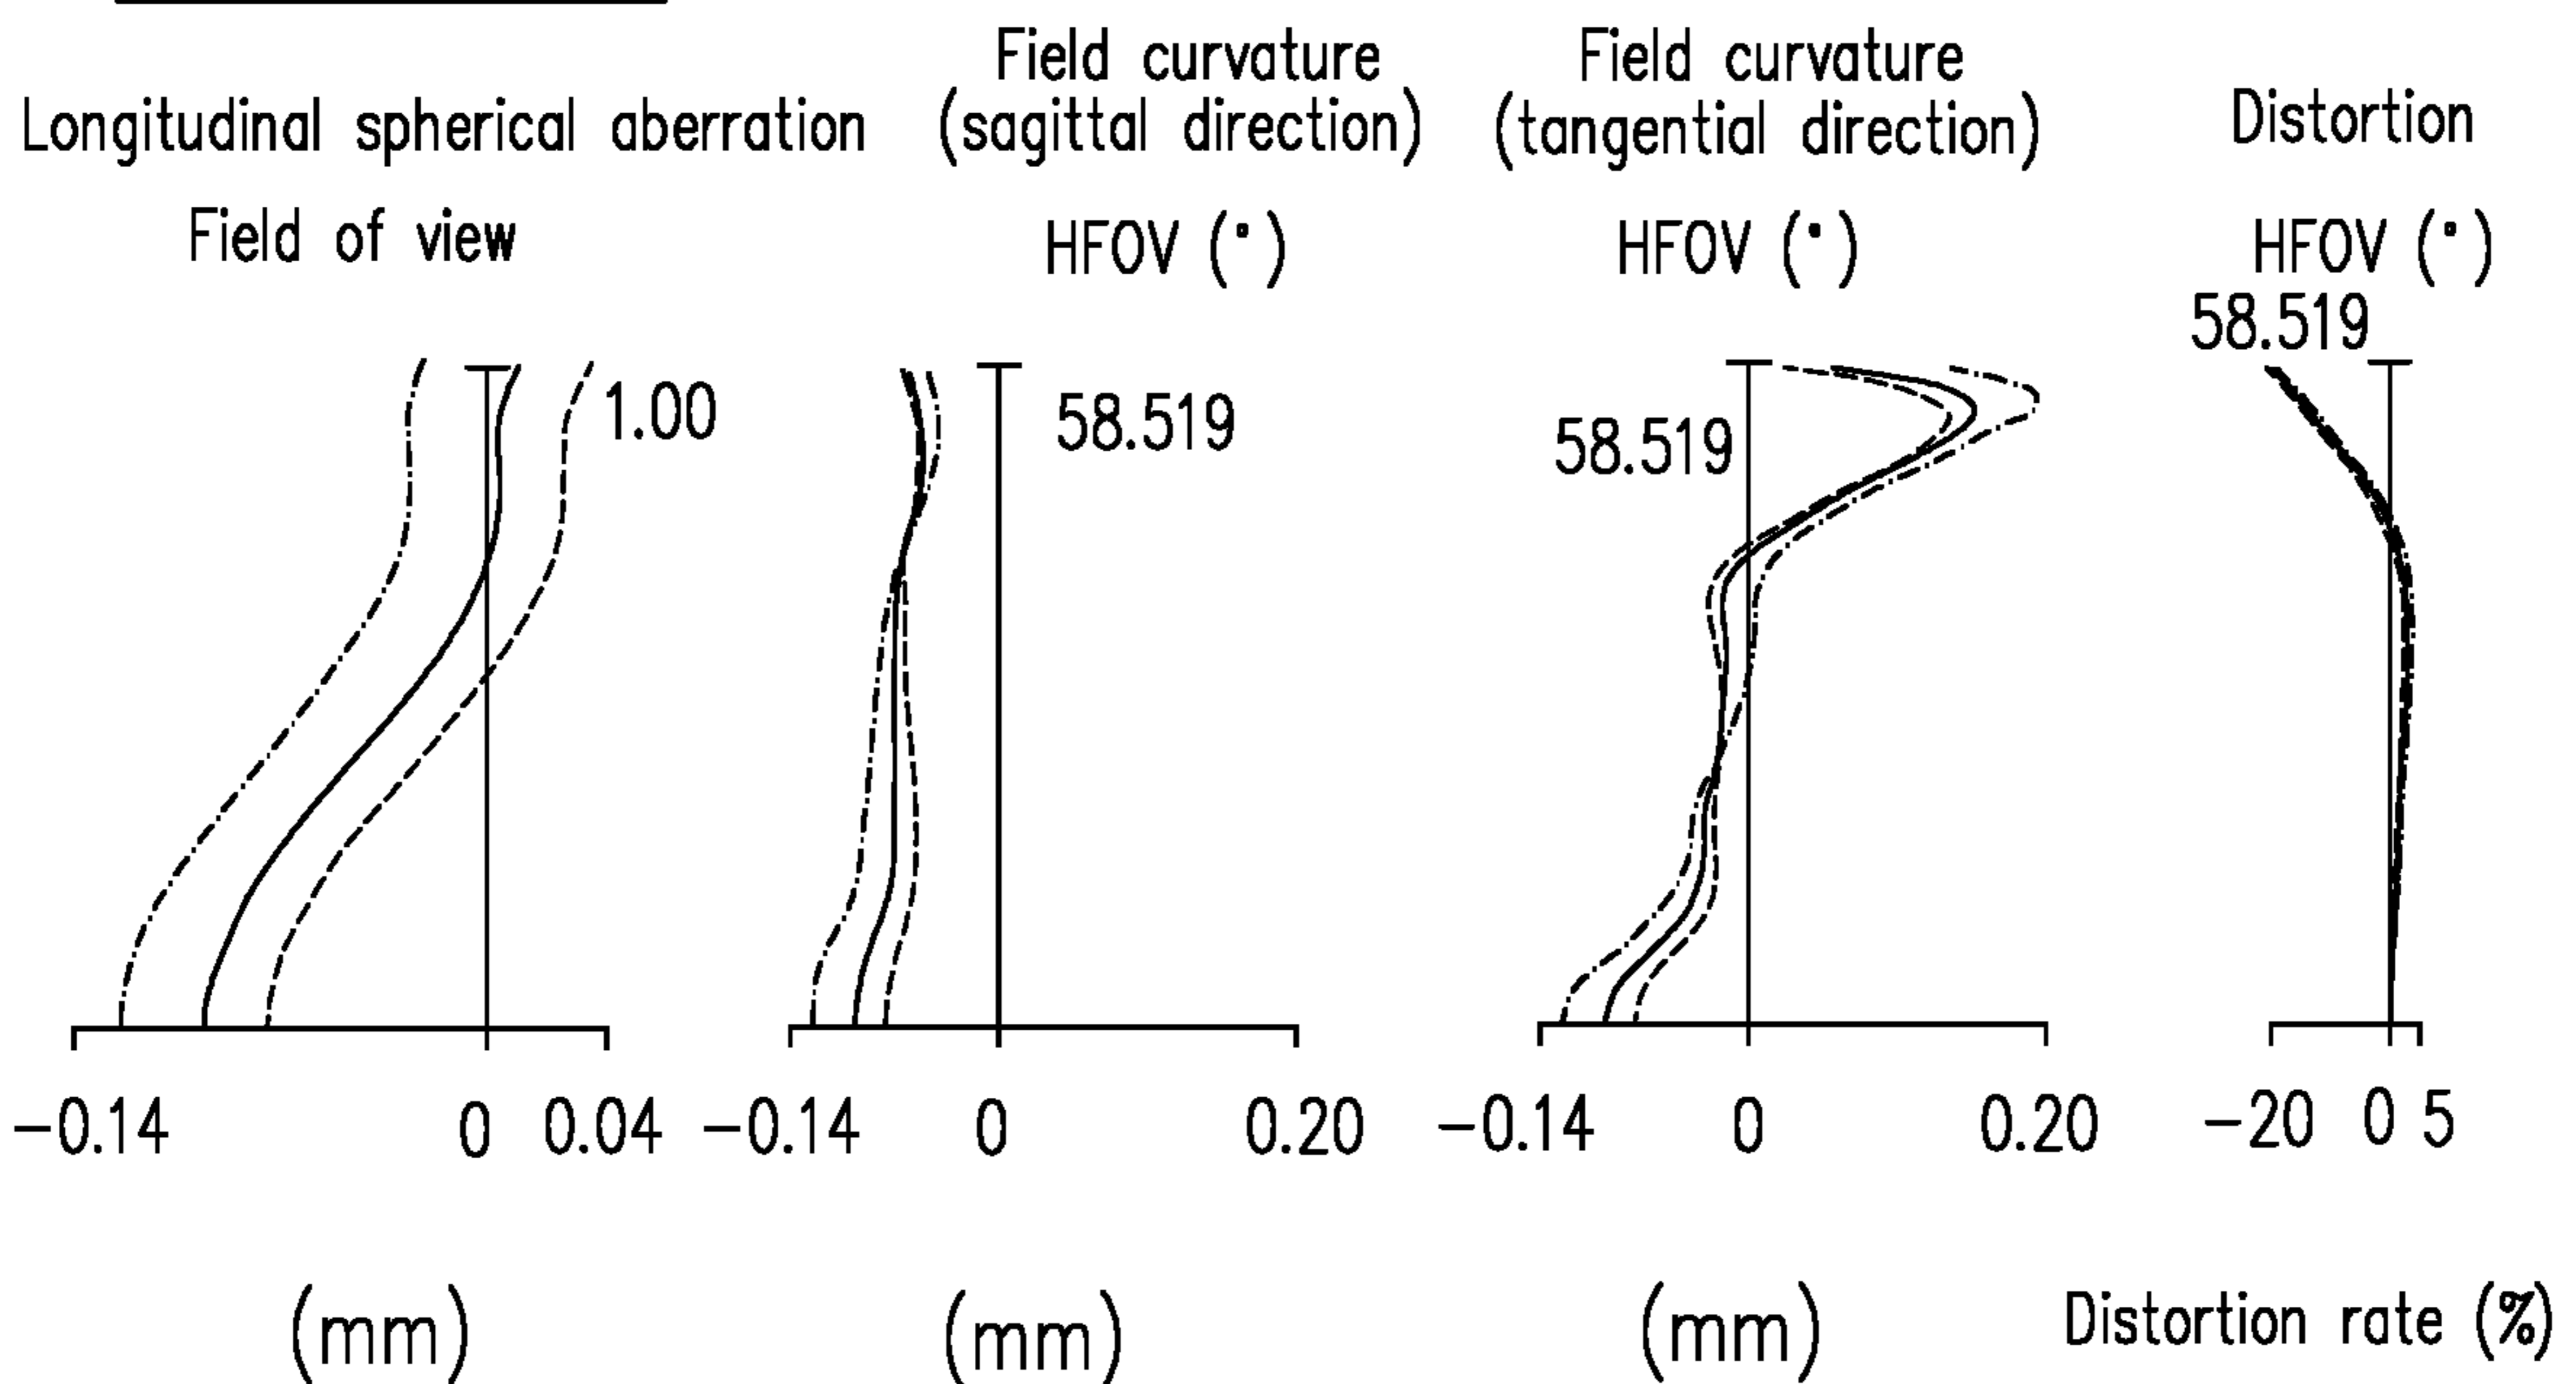 Longitudinal spherical aberration
Field of view
1.00
−0.14 0 0.04
(mm)
Field curvature
(sagittal direction)
HFOV (°)
58.519
−0.14 0 0.20
(mm)
Field curvature
(tangential direction)
HFOV (°)
58.519
−0.14 0 0.20
(mm)
Distortion
HFOV (°)
58.519
−20 0 5
Distortion rate (%)